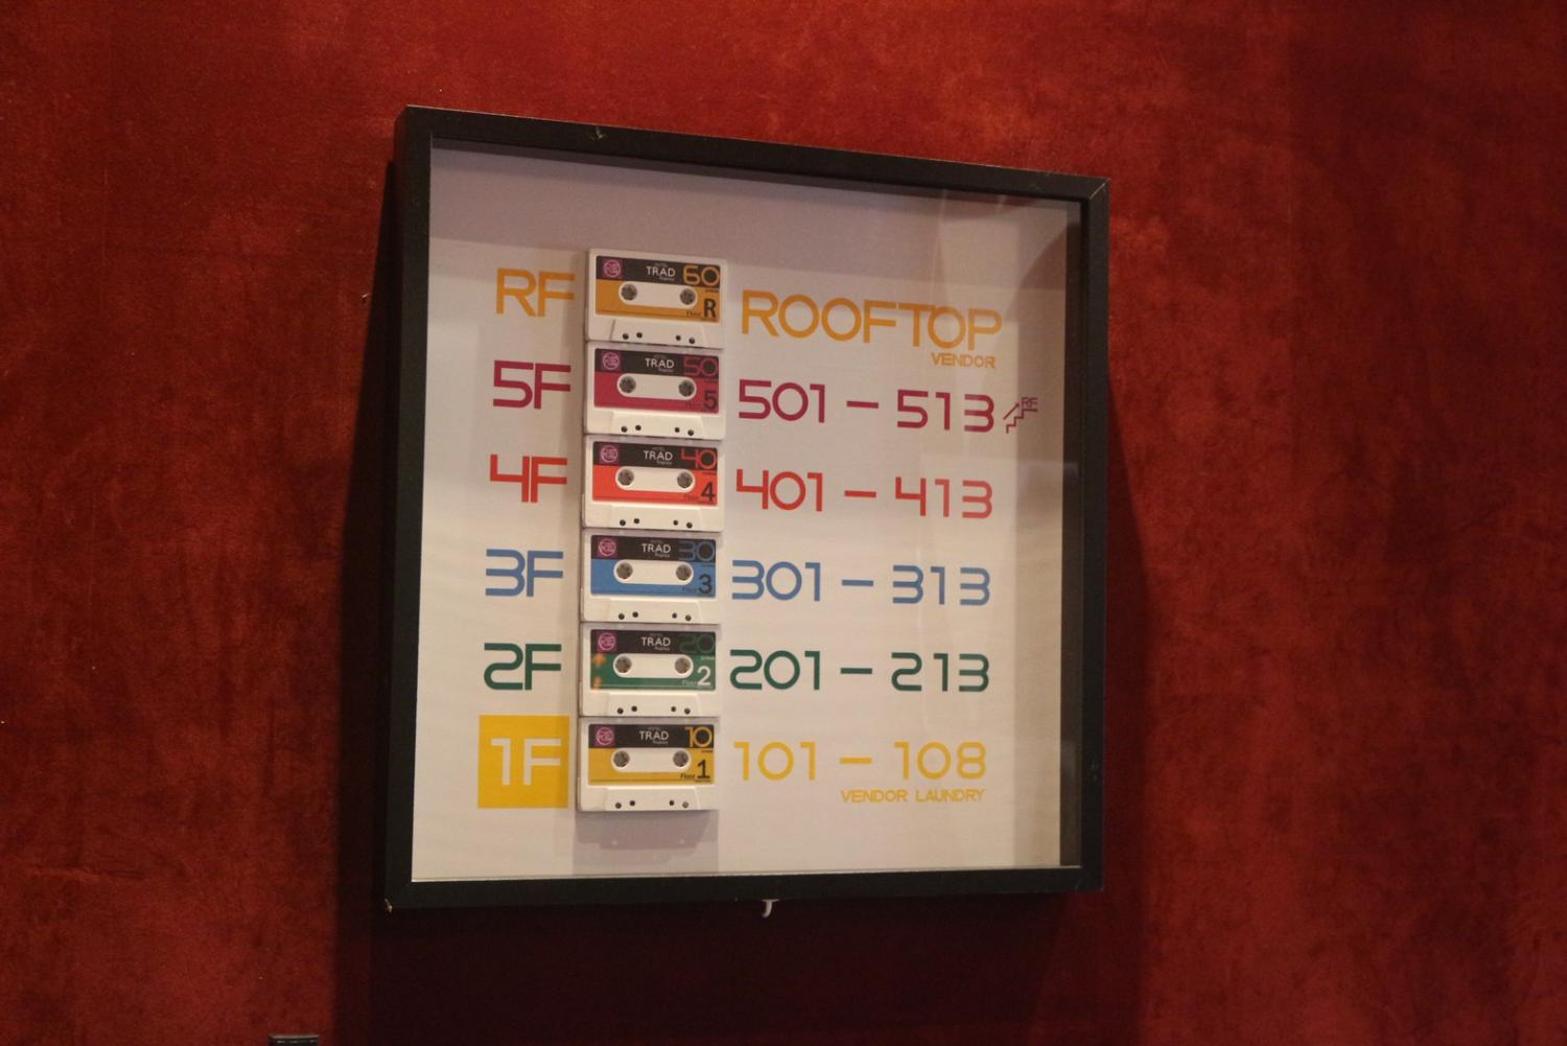 RF TRAD 60 R ROOFTOP
VENDOR
5F TRAD 50 5 501 – 513 RF
4F TRAD 40 4 401 – 413
3F TRAD 30 3 301 – 313
2F TRAD 20 2 201 – 213
1F TRAD 10 Floor 1 101 – 108
VENDOR LAUNDRY